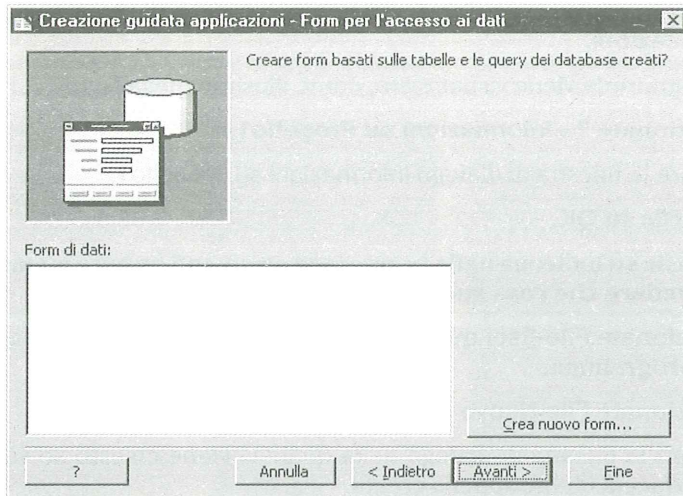 Creazione guidata applicazioni - Form per l'accesso ai dati
Creare form basati sulle tabelle e le query dei database creati?
Form di dati:
Crea nuovo form...
? Annulla < Indietro Avanti > Fine